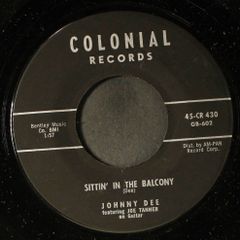 COLONIAL
RECORDS
Bentley Music
Co. BMI
1-57
45-CR 430
GB-602
Dist. by AM-PAR
Record Corp.
SITTIN' IN THE BALCONY
(Dee)
JOHNNY DEE
featuring JOE TANNER
on Guitar